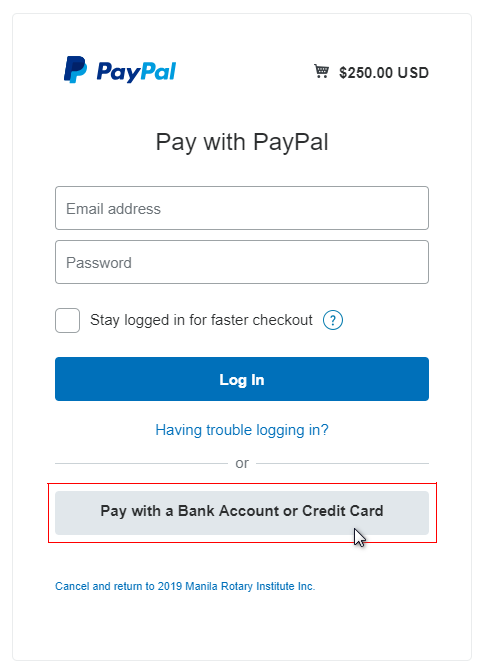 PayPal
$250.00 USD
Pay with PayPal
Email address
Password
Stay logged in for faster checkout ?
Log In
Having trouble logging in?
or
Pay with a Bank Account or Credit Card
Cancel and return to 2019 Manila Rotary Institute Inc.